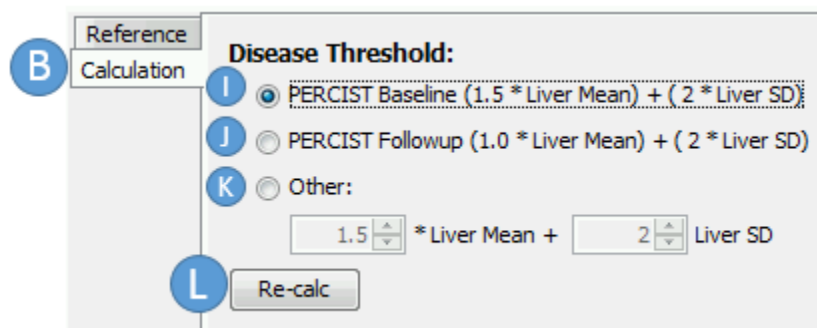 Reference
B Calculation
Disease Threshold:
I PERCIST Baseline (1.5 * Liver Mean) + ( 2 * Liver SD)
J PERCIST Followup (1.0 * Liver Mean) + ( 2 * Liver SD)
K Other:
1.5 * Liver Mean + 2 Liver SD
L Re-calc